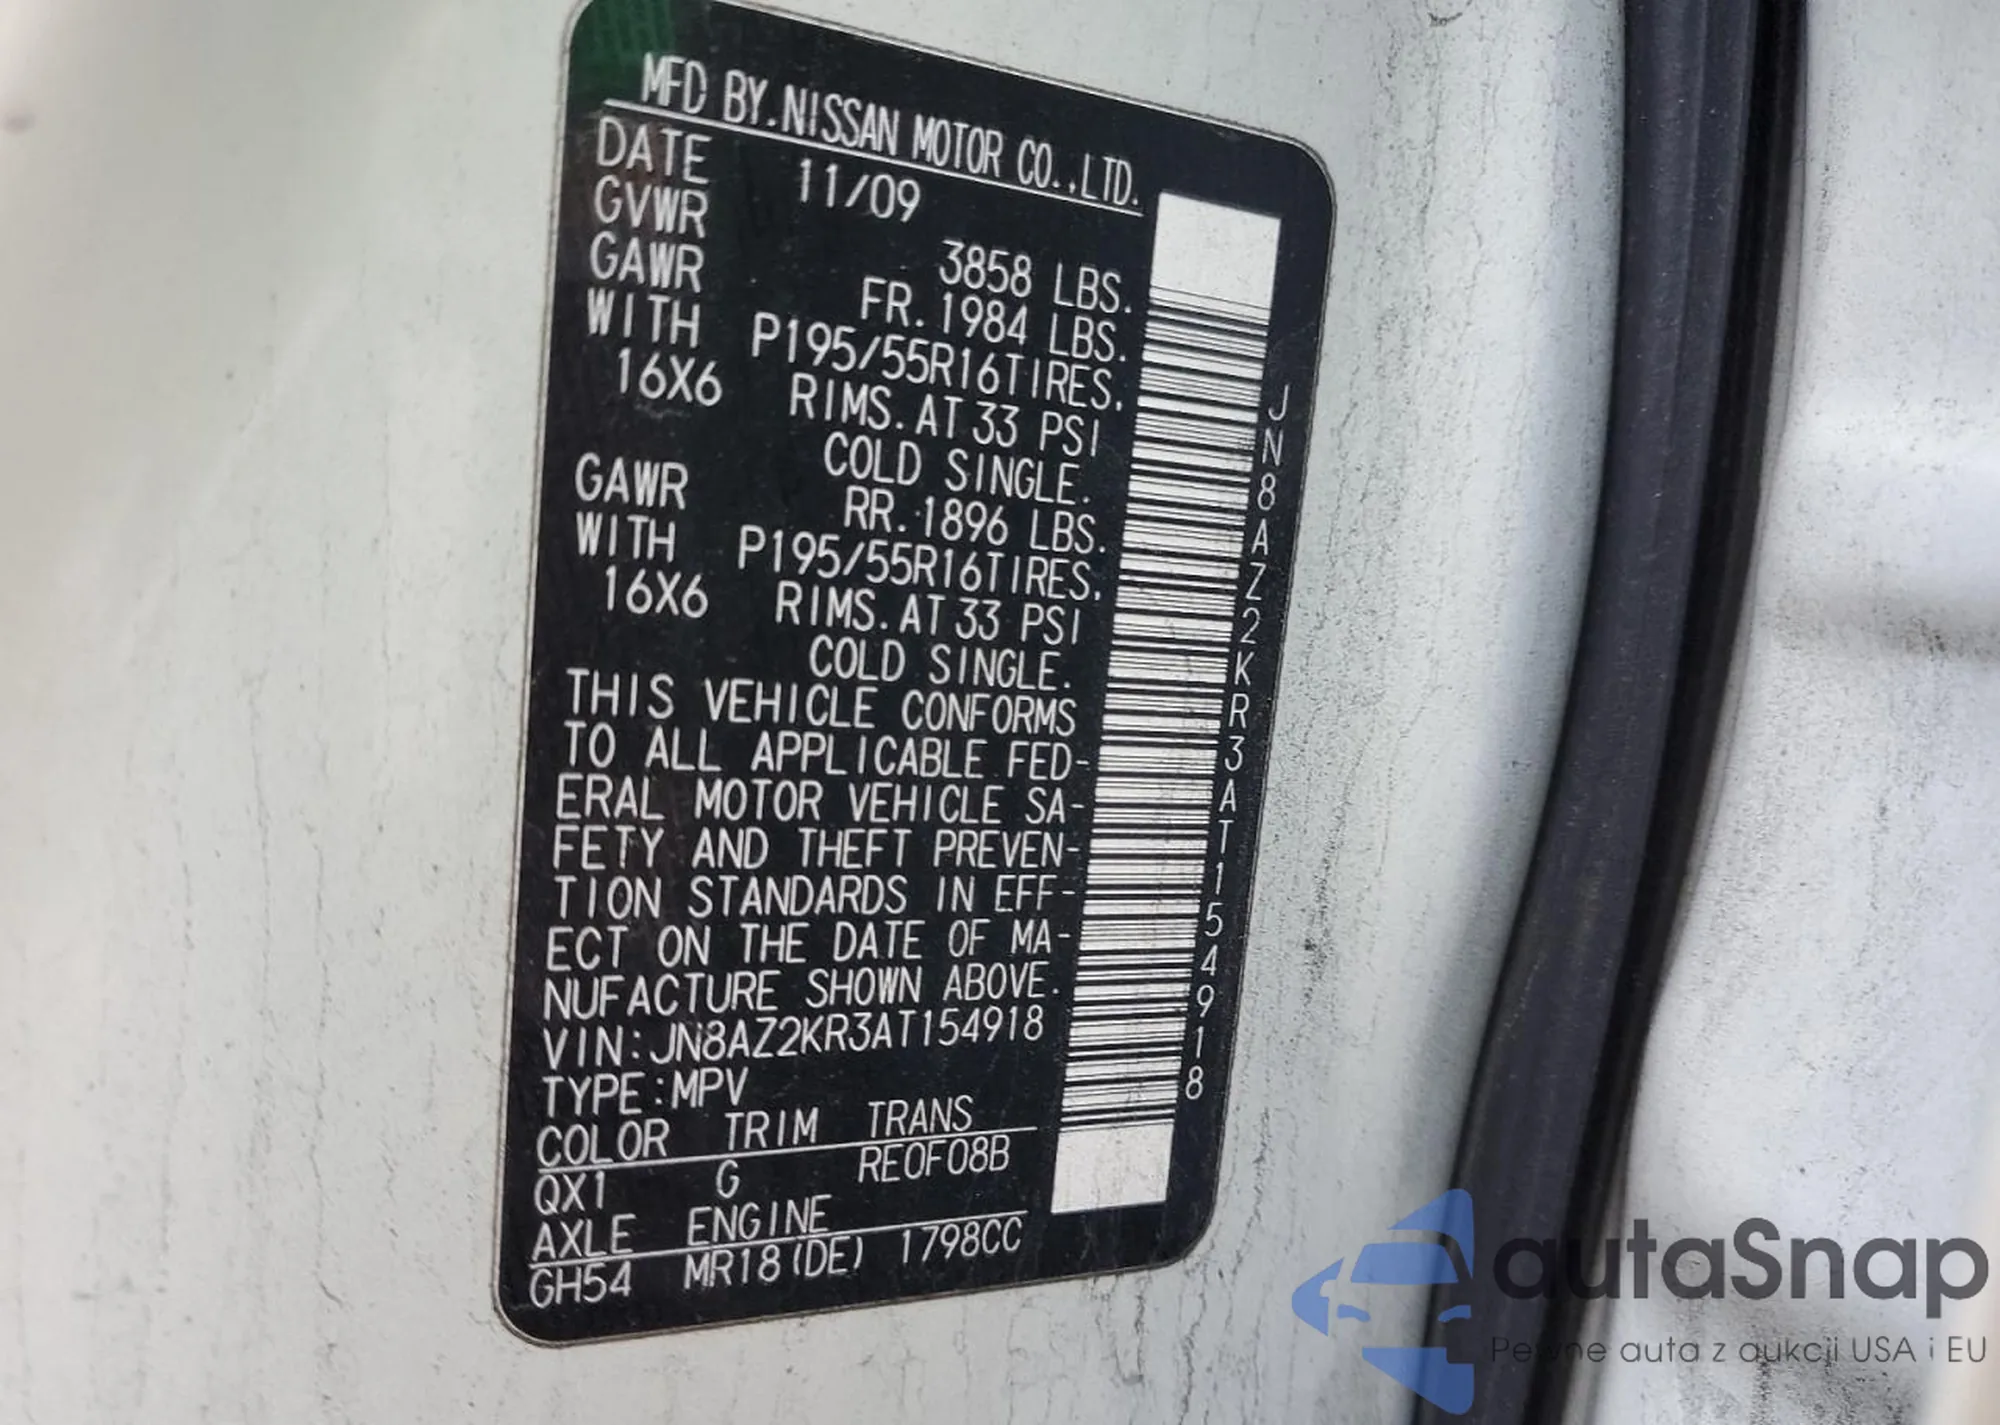 MFD BY.NISSAN MOTOR CO.,LTD.
DATE 11/09
GVWR 3858 LBS.
GAWR FR. 1984 LBS.
WITH P195/55R16TIRES.
16X6 RIMS. AT 33 PSI
COLD SINGLE.
GAWR RR. 1896 LBS.
WITH P195/55R16TIRES.
16X6 RIMS. AT 33 PSI
COLD SINGLE.
THIS VEHICLE CONFORMS
TO ALL APPLICABLE FED-
ERAL MOTOR VEHICLE SA-
FETY AND THEFT PREVEN-
TION STANDARDS IN EFF-
ECT ON THE DATE OF MA-
NUFACTURE SHOWN ABOVE.
VIN:JN8AZ2KR3AT154918
TYPE:MPV
COLOR TRIM TRANS
QX1 G RE0F08B
AXLE ENGINE
GH54 MR18(DE) 1798CC
JN8AZ2KR3AT154918
autaSnap
Pewne auta z aukcji USA i EU